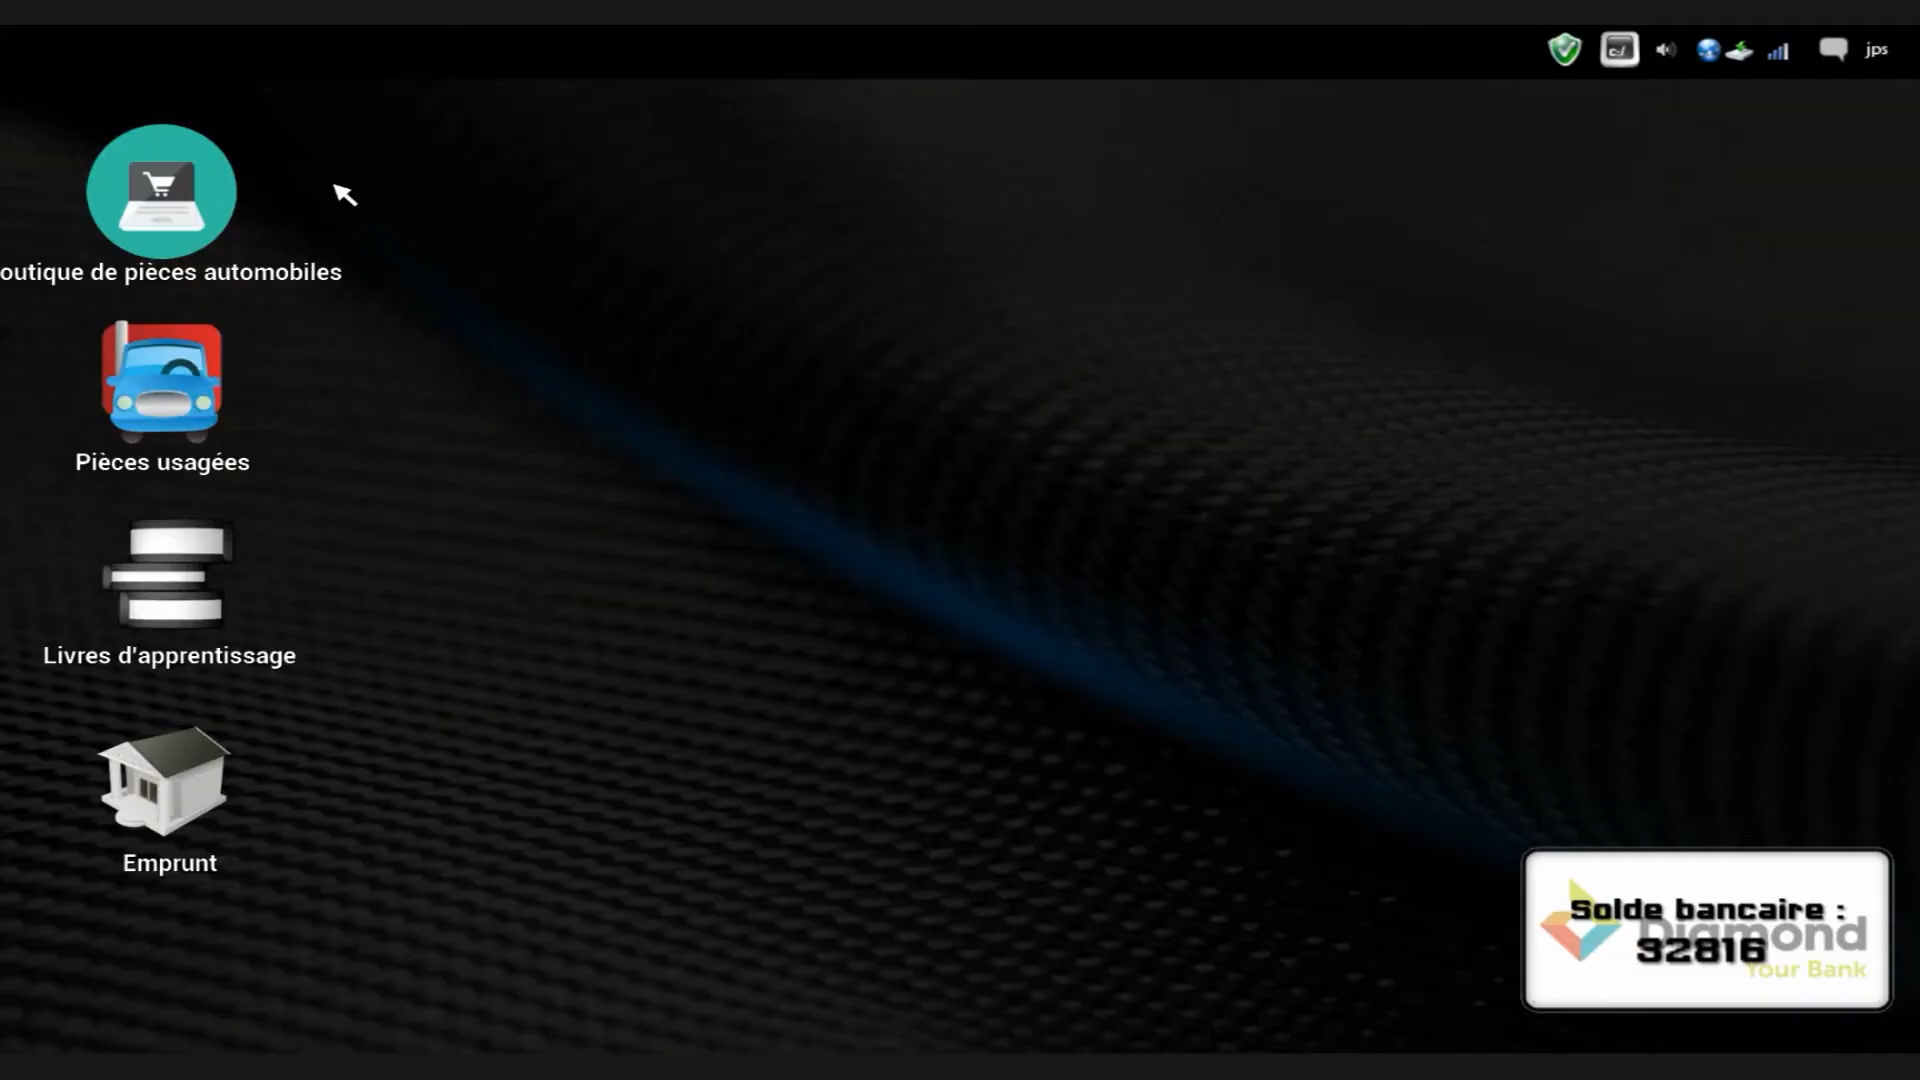 jps
outique de pièces automobiles
Pièces usagées
Livres d'apprentissage
Emprunt
Solde bancaire :
32816
Diamond
Your Bank